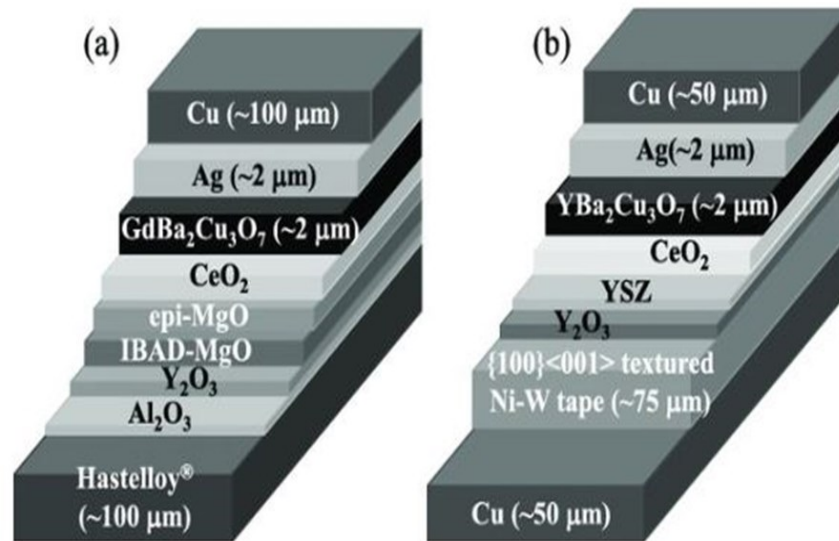 (a)
Cu (~100 μm)
Ag (~2 μm)
GdBa₂Cu₃O₇ (~2 μm)
CeO₂
epi-MgO
IBAD-MgO
Y₂O₃
Al₂O₃
Hastelloy®
(~100 μm)
(b)
Cu (~50 μm)
Ag(~2 μm)
YBa₂Cu₃O₇ (~2 μm)
CeO₂
YSZ
Y₂O₃
{100}<001> textured
Ni-W tape (~75 μm)
Cu (~50 μm)